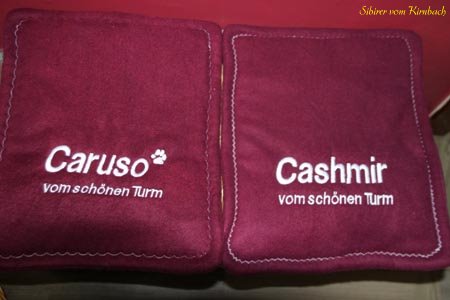 Sibirer vom Kirnbach
Caruso
vom schönen Turm
Cashmir
vom schönen Turm